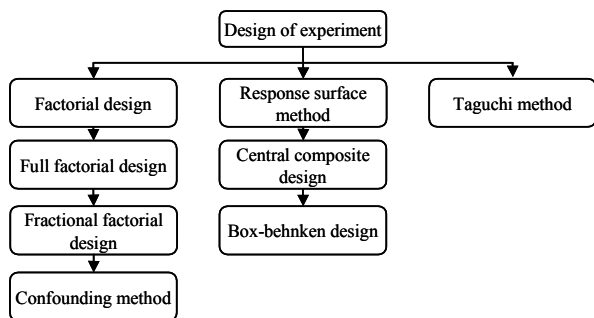 Design of experiment
Factorial design
Response surface
method
Taguchi method
Full factorial design
Central composite
design
Fractional factorial
design
Box-behnken design
Confounding method